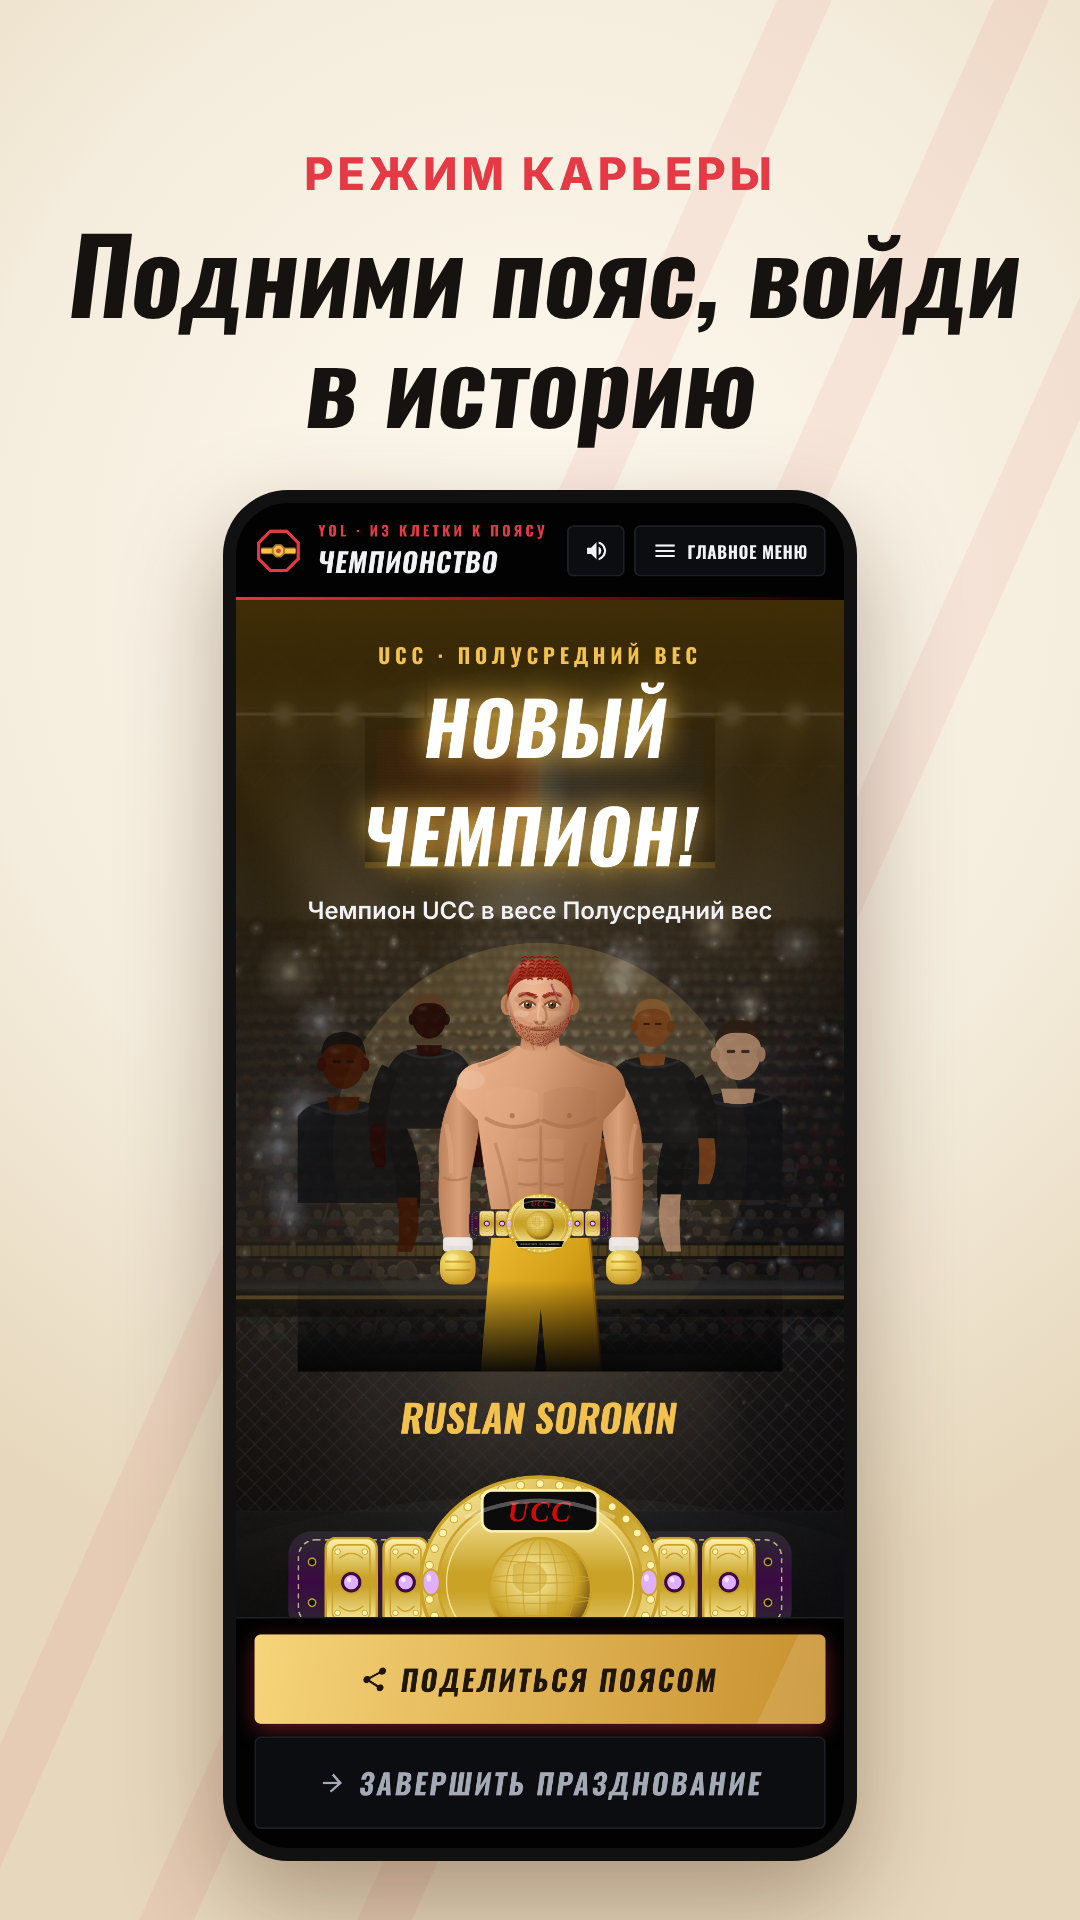 РЕЖИМ КАРЬЕРЫ
Подними пояс, войди
в историю
YOL · ИЗ КЛЕТКИ К ПОЯСУ
ЧЕМПИОНСТВО
ГЛАВНОЕ МЕНЮ
UCC · ПОЛУСРЕДНИЙ ВЕС
НОВЫЙ
ЧЕМПИОН!
Чемпион UCC в весе Полусредний вес
UCC
RUSLAN SOROKIN
UCC
ПОДЕЛИТЬСЯ ПОЯСОМ
ЗАВЕРШИТЬ ПРАЗДНОВАНИЕ